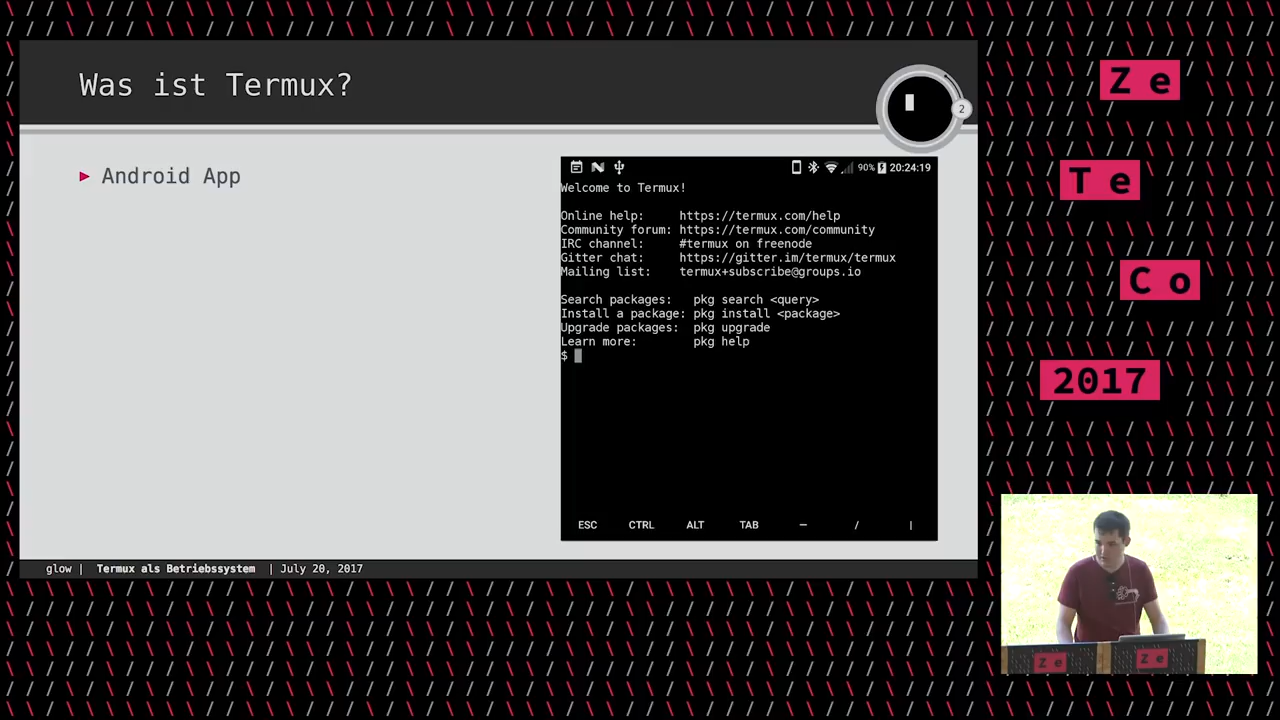 Was ist Termux?
2
► Android App
90% 20:24:19
Welcome to Termux!
Online help: https://termux.com/help
Community forum: https://termux.com/community
IRC channel: #termux on freenode
Gitter chat: https://gitter.im/termux/termux
Mailing list: termux+subscribe@groups.io
Search packages: pkg search <query>
Install a package: pkg install <package>
Upgrade packages: pkg upgrade
Learn more: pkg help
$
ESC CTRL ALT TAB — / |
glow | Termux als Betriebssystem | July 20, 2017
Z e
T e
C o
2017
Z e
Z e